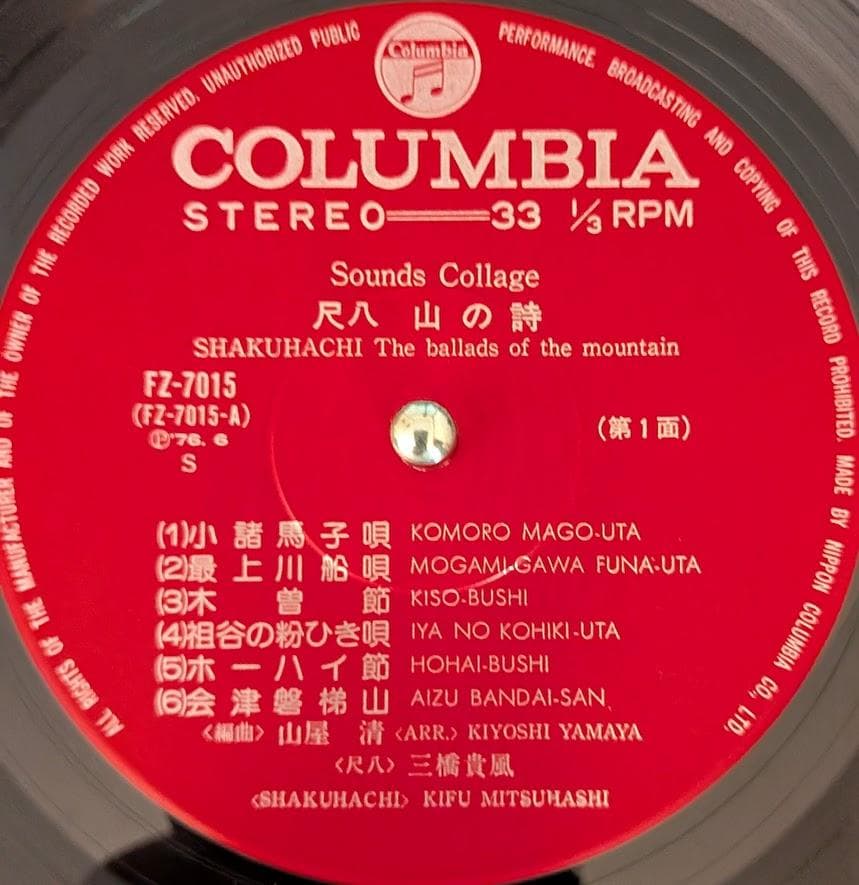 ALL RIGHTS OF THE MANUFACTURER AND OF THE OWNER OF THE RECORDED WORK RESERVED. UNAUTHORIZED PUBLIC PERFORMANCE, BROADCASTING AND COPYING OF THIS RECORD PROHIBITED. MADE BY NIPPON COLUMBIA CO., LTD.
Columbia
COLUMBIA
STEREO 33 1/3 RPM
Sounds Collage
尺八 山の詩
SHAKUHACHI The ballads of the mountain
FZ-7015
(FZ-7015-A)
Ⓟ'76. 6
S
(第1面)
(1)小諸馬子唄 KOMORO MAGO-UTA
(2)最上川船唄 MOGAMI-GAWA FUNA-UTA
(3)木曽節 KISO-BUSHI
(4)祖谷の粉ひき唄 IYA NO KOHIKI-UTA
(5)ホーハイ節 HOHAI-BUSHI
(6)会津磐梯山 AIZU BANDAI-SAN
〈編曲〉山屋 清 〈ARR.〉 KIYOSHI YAMAYA
〈尺八〉三橋貴風
〈SHAKUHACHI〉 KIFU MITSUHASHI